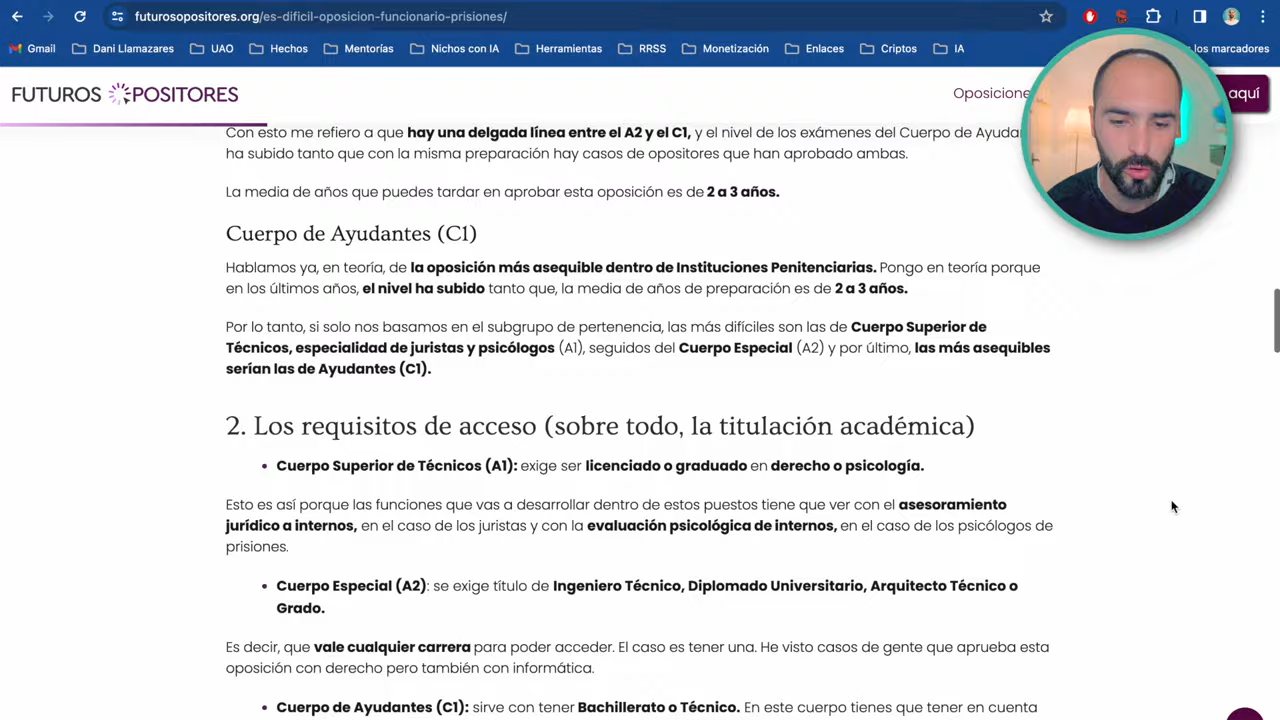 futurosopositores.org/es-dificil-oposicion-funcionario-prisiones/
Gmail Dani Llamazares UAO Hechos Mentorías Nichos con IA Herramientas RRSS Monetización Enlaces Criptos IA los marcadores
FUTUROS OPOSITORES Oposicione aquí
Con esto me refiero a que hay una delgada línea entre el A2 y el C1, y el nivel de los exámenes del Cuerpo de Ayudan
ha subido tanto que con la misma preparación hay casos de opositores que han aprobado ambas.
La media de años que puedes tardar en aprobar esta oposición es de 2 a 3 años.
Cuerpo de Ayudantes (C1)
Hablamos ya, en teoría, de la oposición más asequible dentro de Instituciones Penitenciarias. Pongo en teoría porque
en los últimos años, el nivel ha subido tanto que, la media de años de preparación es de 2 a 3 años.
Por lo tanto, si solo nos basamos en el subgrupo de pertenencia, las más difíciles son las de Cuerpo Superior de
Técnicos, especialidad de juristas y psicólogos (A1), seguidos del Cuerpo Especial (A2) y por último, las más asequibles
serían las de Ayudantes (C1).
2. Los requisitos de acceso (sobre todo, la titulación académica)
• Cuerpo Superior de Técnicos (A1): exige ser licenciado o graduado en derecho o psicología.
Esto es así porque las funciones que vas a desarrollar dentro de estos puestos tiene que ver con el asesoramiento
jurídico a internos, en el caso de los juristas y con la evaluación psicológica de internos, en el caso de los psicólogos de
prisiones.
• Cuerpo Especial (A2): se exige título de Ingeniero Técnico, Diplomado Universitario, Arquitecto Técnico o
Grado.
Es decir, que vale cualquier carrera para poder acceder. El caso es tener una. He visto casos de gente que aprueba esta
oposición con derecho pero también con informática.
• Cuerpo de Ayudantes (C1): sirve con tener Bachillerato o Técnico. En este cuerpo tienes que tener en cuenta